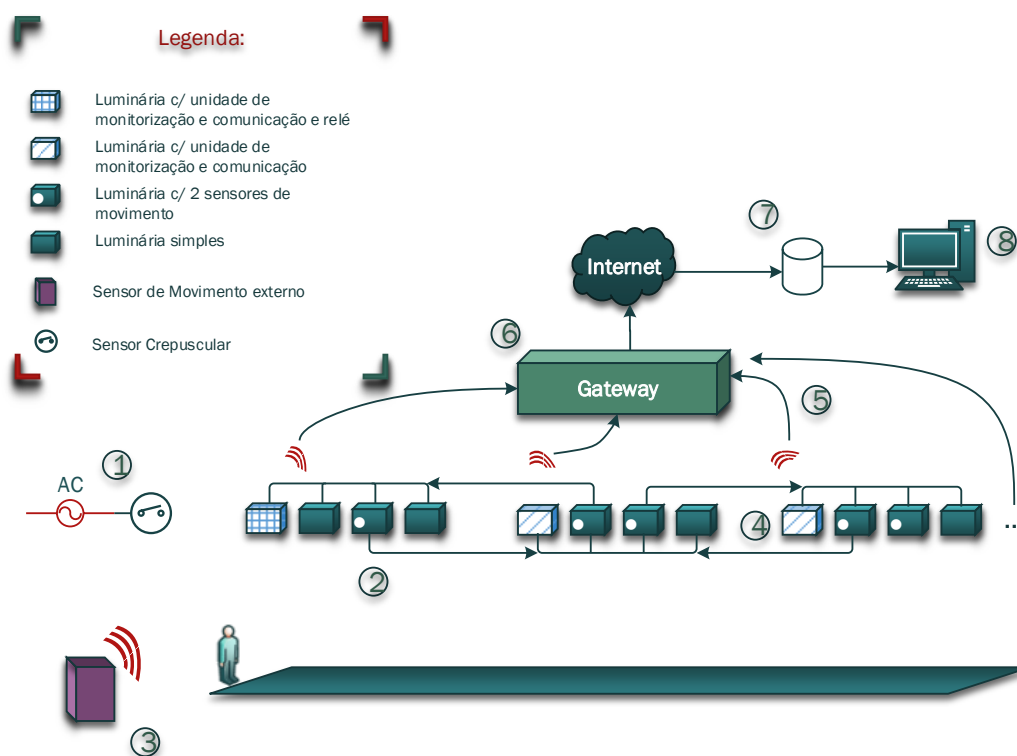 Legenda:
Luminária c/ unidade de
monitorização e comunicação e relé
Luminária c/ unidade de
monitorização e comunicação
Luminária c/ 2 sensores de
movimento
Luminária simples
Sensor de Movimento externo
Sensor Crepuscular
7
8
Internet
6
Gateway
5
1
AC
4
...
2
3